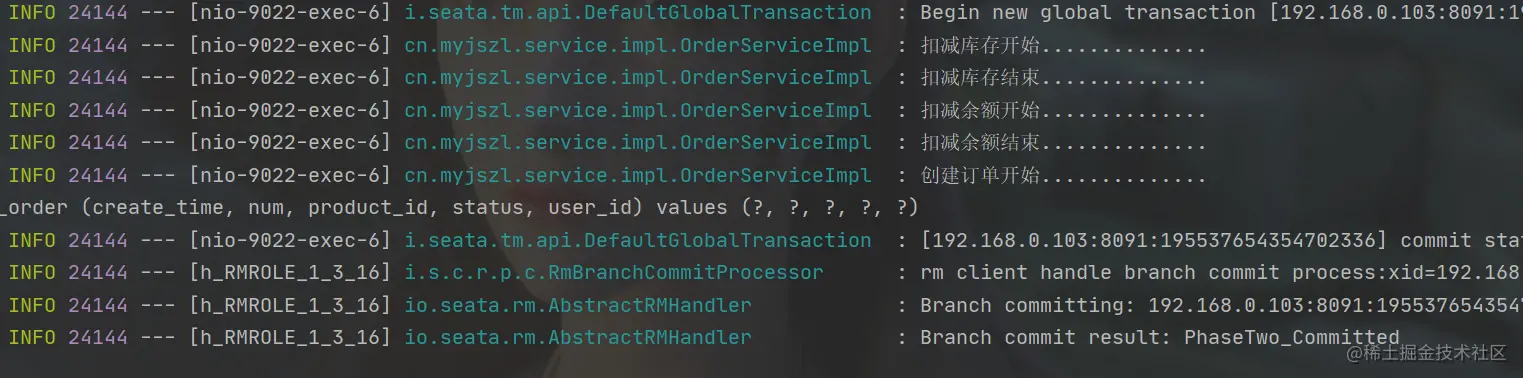 INFO 24144 --- [nio-9022-exec-6] i.seata.tm.api.DefaultGlobalTransaction : Begin new global transaction [192.168.0.103:8091:19
INFO 24144 --- [nio-9022-exec-6] cn.myjszl.service.impl.OrderServiceImpl : 扣减库存开始..............
INFO 24144 --- [nio-9022-exec-6] cn.myjszl.service.impl.OrderServiceImpl : 扣减库存结束..............
INFO 24144 --- [nio-9022-exec-6] cn.myjszl.service.impl.OrderServiceImpl : 扣减余额开始..............
INFO 24144 --- [nio-9022-exec-6] cn.myjszl.service.impl.OrderServiceImpl : 扣减余额结束..............
INFO 24144 --- [nio-9022-exec-6] cn.myjszl.service.impl.OrderServiceImpl : 创建订单开始..............
_order (create_time, num, product_id, status, user_id) values (?, ?, ?, ?, ?)
INFO 24144 --- [nio-9022-exec-6] i.seata.tm.api.DefaultGlobalTransaction : [192.168.0.103:8091:195537654354702336] commit stat
INFO 24144 --- [h_RMROLE_1_3_16] i.s.c.r.p.c.RmBranchCommitProcessor : rm client handle branch commit process:xid=192.168
INFO 24144 --- [h_RMROLE_1_3_16] io.seata.rm.AbstractRMHandler : Branch committing: 192.168.0.103:8091:1955376543547
INFO 24144 --- [h_RMROLE_1_3_16] io.seata.rm.AbstractRMHandler : Branch commit result: PhaseTwo_Committed
@稀土掘金技术社区